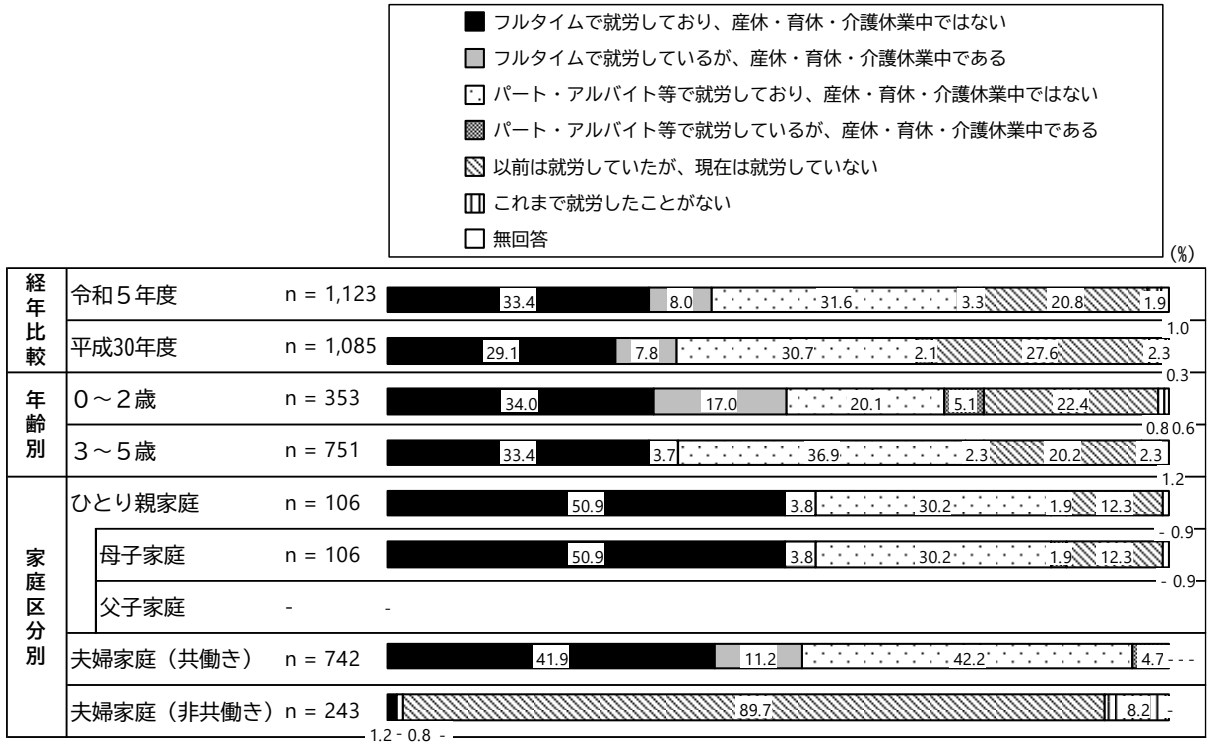 フルタイムで就労しており、産休・育休・介護休業中ではない
フルタイムで就労しているが、産休・育休・介護休業中である
パート・アルバイト等で就労しており、産休・育休・介護休業中ではない
パート・アルバイト等で就労しているが、産休・育休・介護休業中である
以前は就労していたが、現在は就労していない
これまで就労したことがない
無回答
(%)
経年比較
令和５年度 n = 1,123 33.4 8.0 31.6 3.3 20.8 1.9
1.0
平成30年度 n = 1,085 29.1 7.8 30.7 2.1 27.6 2.3
0.3
年齢別
０～２歳 n = 353 34.0 17.0 20.1 5.1 22.4
0.8 0.6
３～５歳 n = 751 33.4 3.7 36.9 2.3 20.2 2.3
1.2
家庭区分別
ひとり親家庭 n = 106 50.9 3.8 30.2 1.9 12.3
- 0.9
母子家庭 n = 106 50.9 3.8 30.2 1.9 12.3
- 0.9
父子家庭 - -
夫婦家庭（共働き） n = 742 41.9 11.2 42.2 4.7 - - -
夫婦家庭（非共働き） n = 243 89.7 8.2 -
1.2 - 0.8 -